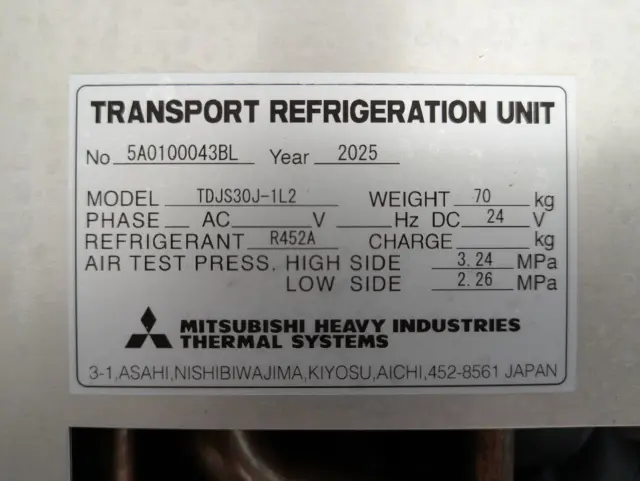 TRANSPORT REFRIGERATION UNIT
No 5A0100043BL Year 2025
MODEL TDJS30J-1L2 WEIGHT 70 kg
PHASE AC V Hz DC 24 V
REFRIGERANT R452A CHARGE kg
AIR TEST PRESS. HIGH SIDE 3.24 MPa
LOW SIDE 2.26 MPa
MITSUBISHI HEAVY INDUSTRIES
THERMAL SYSTEMS
3-1,ASAHI,NISHIBIWAJIMA,KIYOSU,AICHI,452-8561 JAPAN